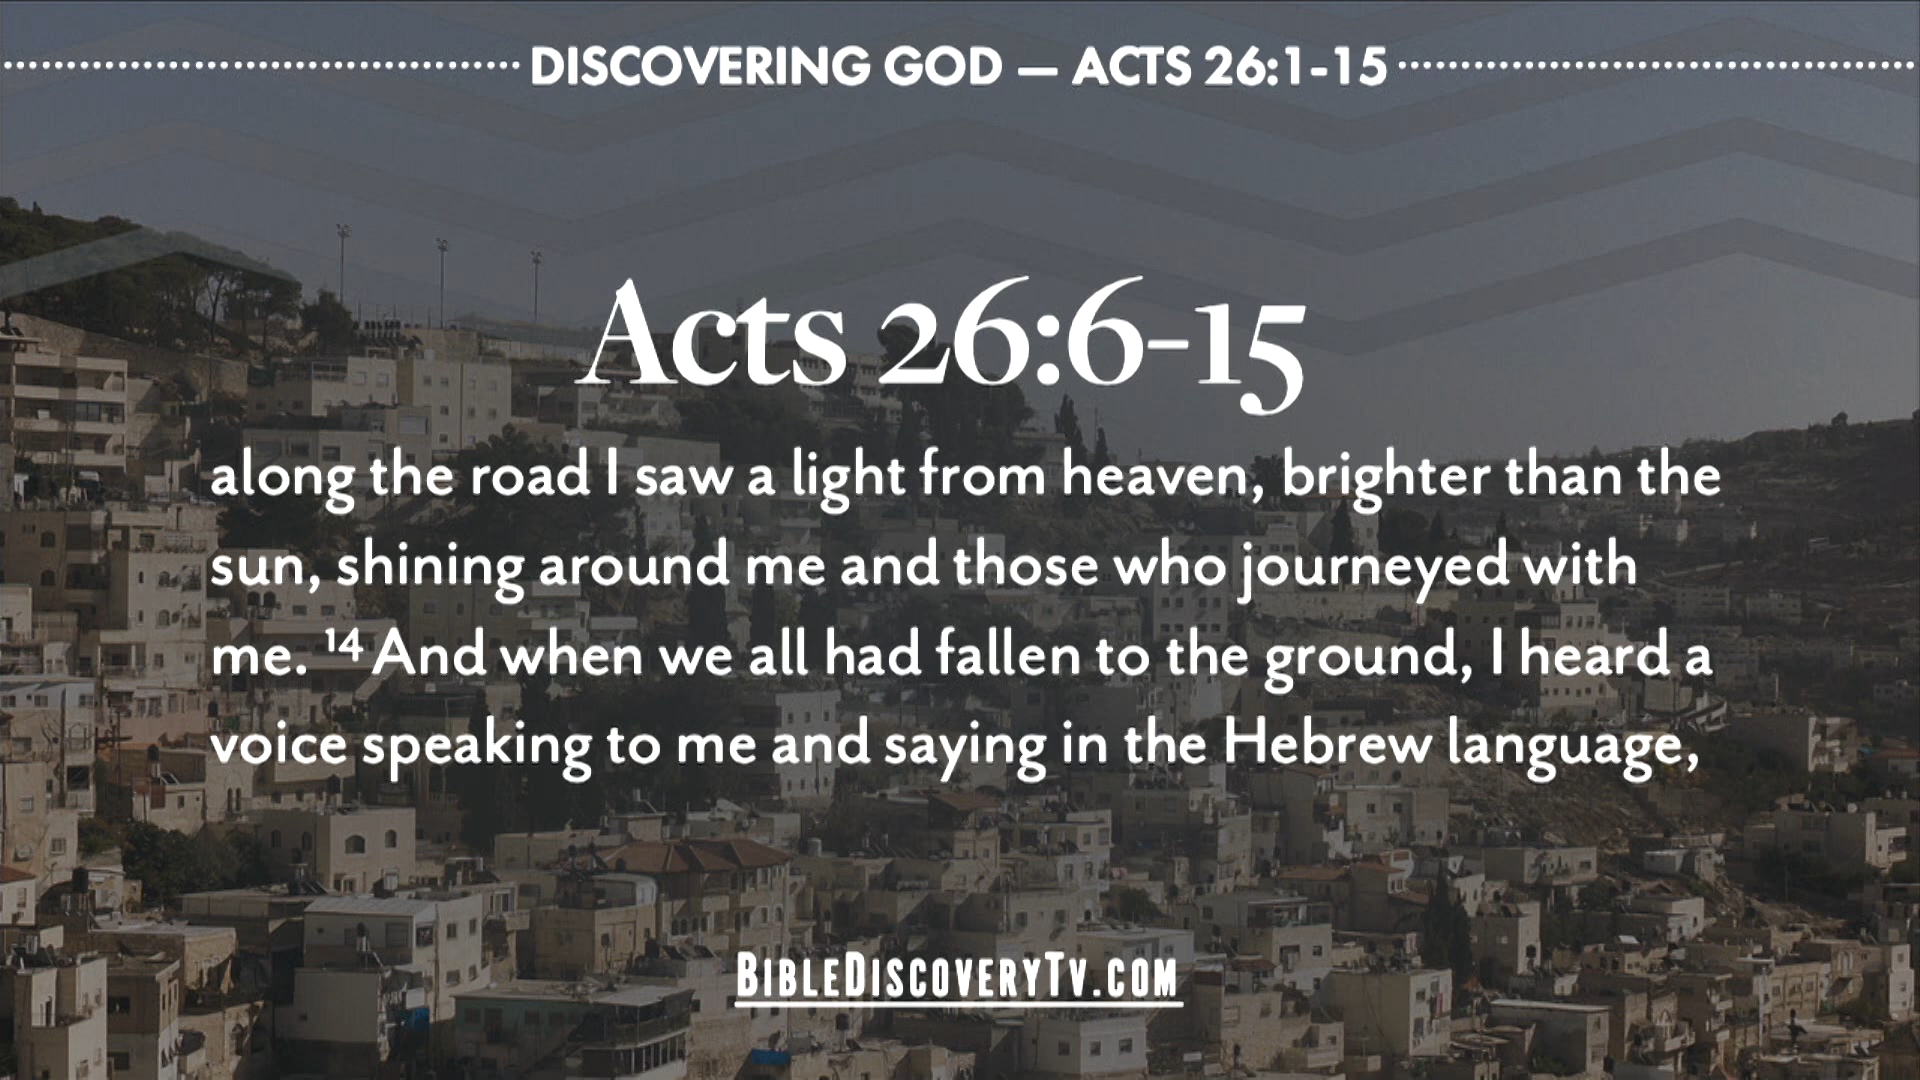 DISCOVERING GOD — ACTS 26:1-15
Acts 26:6-15
along the road I saw a light from heaven, brighter than the
sun, shining around me and those who journeyed with
me. ¹⁴ And when we all had fallen to the ground, I heard a
voice speaking to me and saying in the Hebrew language,
BIBLEDISCOVERYTV.COM